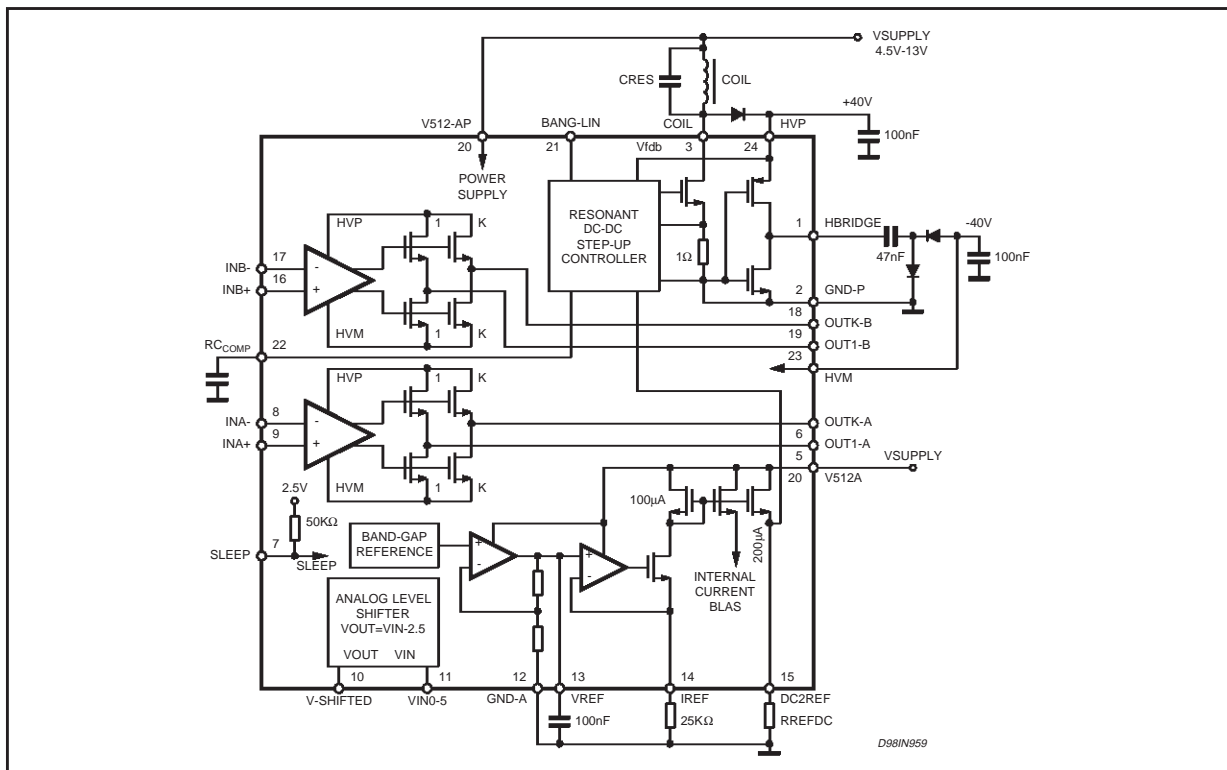 VSUPPLY
4.5V-13V
CRES
COIL
+40V
V512-AP
BANG-LIN
COIL
HVP
100nF
20
21
Vfdb
3
24
POWER
SUPPLY
HVP
1
K
RESONANT
DC-DC
STEP-UP
CONTROLLER
1Ω
1
HBRIDGE
-40V
47nF
100nF
INB-
17
-
INB+
16
+
2
GND-P
18
OUTK-B
HVM
1
K
19
OUT1-B
RCCOMP
22
23
HVM
HVP
1
K
INA-
8
-
OUTK-A
INA+
9
+
6
OUT1-A
5
VSUPPLY
HVM
1
K
20
V512A
2.5V
100µA
50KΩ
BAND-GAP
REFERENCE
+
-
+
-
200µA
SLEEP
7
SLEEP
INTERNAL
CURRENT
BLAS
ANALOG LEVEL
SHIFTER
VOUT=VIN-2.5
VOUT
VIN
10
11
12
13
14
15
V-SHIFTED
VIN0-5
GND-A
VREF
IREF
DC2REF
100nF
25KΩ
RREFDC
D98IN959